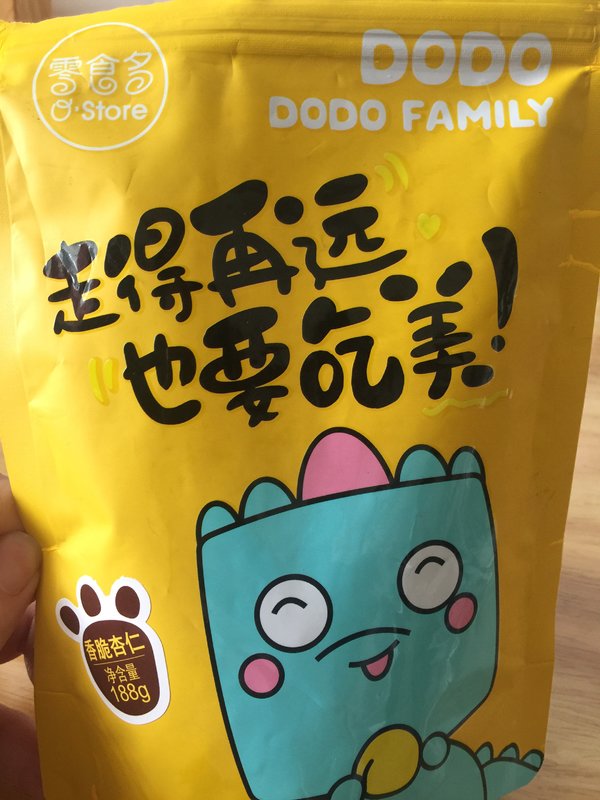 零食多
O·Store
DODO
DODO FAMILY
走得再远
也要吃美!
香脆杏仁
净含量
188g